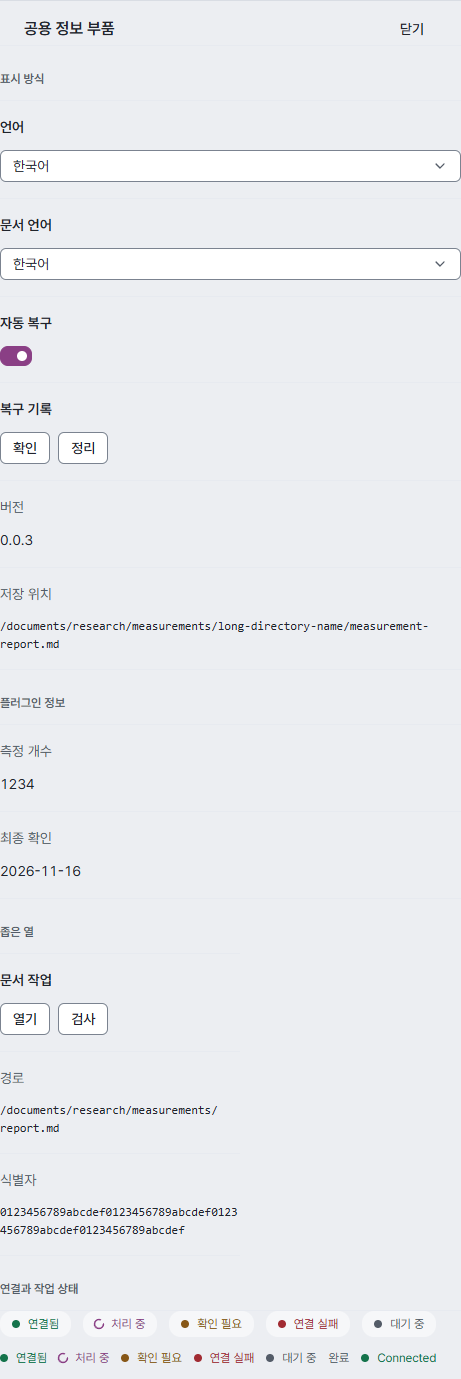 공용 정보 부품 닫기
표시 방식
언어
한국어
문서 언어
한국어
자동 복구
복구 기록
확인 정리
버전
0.0.3
저장 위치
/documents/research/measurements/long-directory-name/measurement-
report.md
플러그인 정보
측정 개수
1234
최종 확인
2026-11-16
좁은 열
문서 작업
열기 검사
경로
/documents/research/measurements/
report.md
식별자
0123456789abcdef0123456789abcdef0123
456789abcdef0123456789abcdef
연결과 작업 상태
연결됨 처리 중 확인 필요 연결 실패 대기 중
연결됨 처리 중 확인 필요 연결 실패 대기 중 완료 Connected